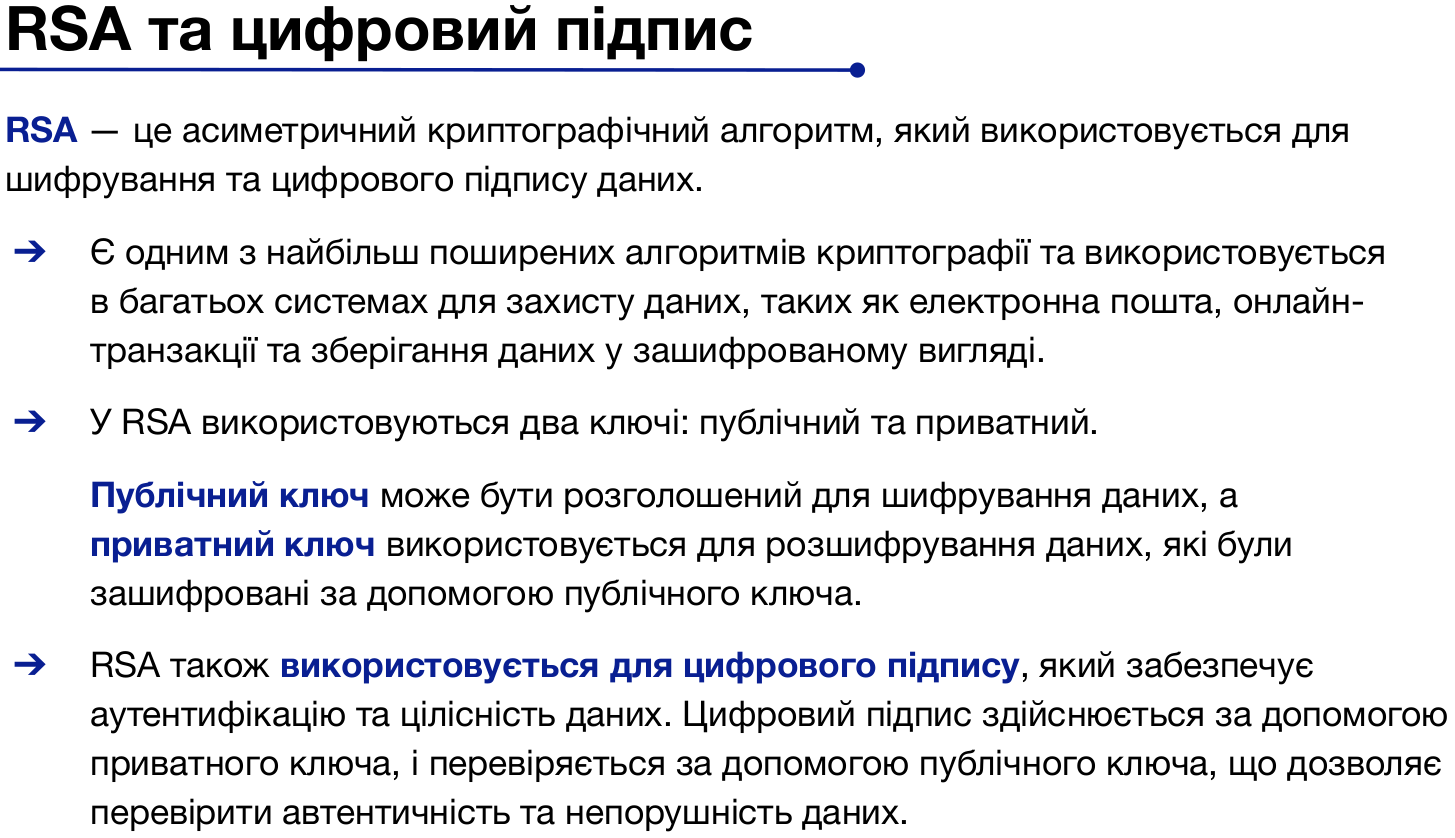 RSA та цифровий підпис
RSA — це асиметричний криптографічний алгоритм, який використовується для
шифрування та цифрового підпису даних.
➔ Є одним з найбільш поширених алгоритмів криптографії та використовується
в багатьох системах для захисту даних, таких як електронна пошта, онлайн-
транзакції та зберігання даних у зашифрованому вигляді.
➔ У RSA використовуються два ключі: публічний та приватний.
Публічний ключ може бути розголошений для шифрування даних, а
приватний ключ використовується для розшифрування даних, які були
зашифровані за допомогою публічного ключа.
➔ RSA також використовується для цифрового підпису, який забезпечує
аутентифікацію та цілісність даних. Цифровий підпис здійснюється за допомогою
приватного ключа, і перевіряється за допомогою публічного ключа, що дозволяє
перевірити автентичність та непорушність даних.